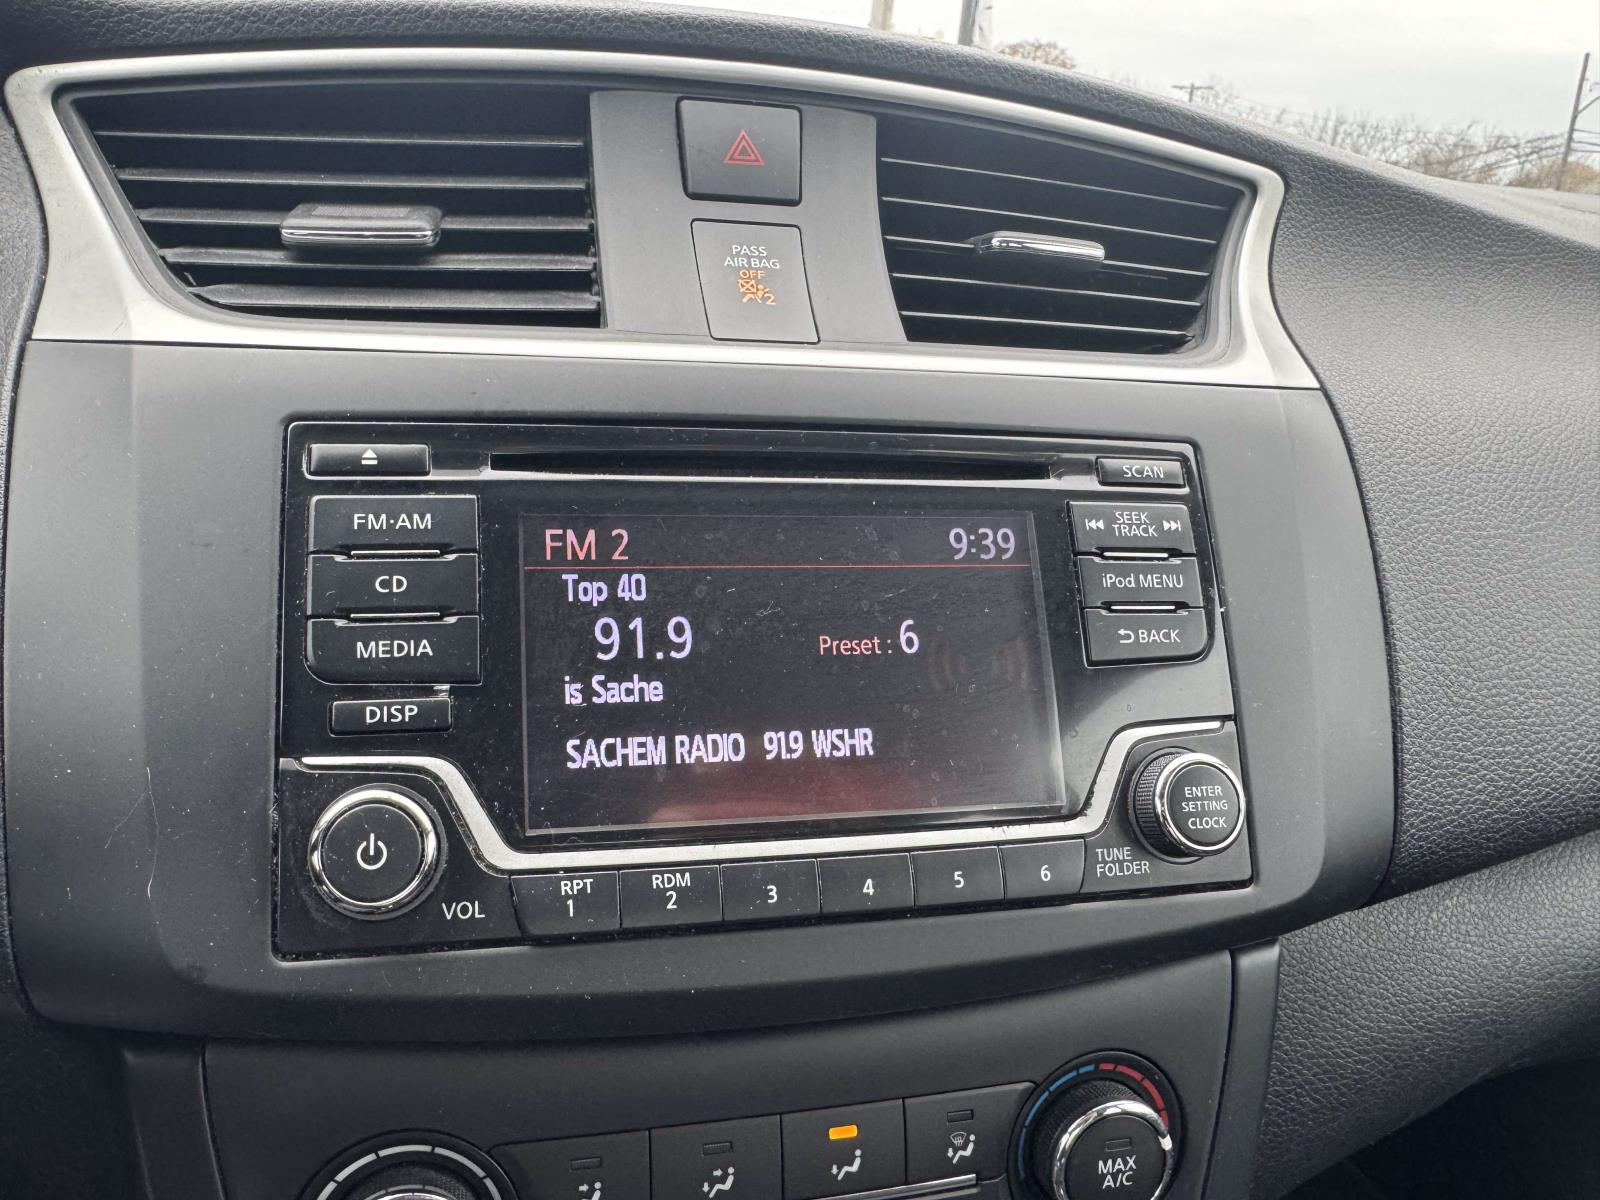 PASS
AIR BAG
OFF
2
SCAN
FM·AM
CD
MEDIA
DISP
FM 2 9:39
Top 40
91.9 Preset : 6
is Sache
SACHEM RADIO 91.9 WSHR
SEEK
TRACK
iPod MENU
BACK
VOL
RPT
1
RDM
2
3
4
5
6
TUNE
FOLDER
ENTER
SETTING
CLOCK
MAX
A/C